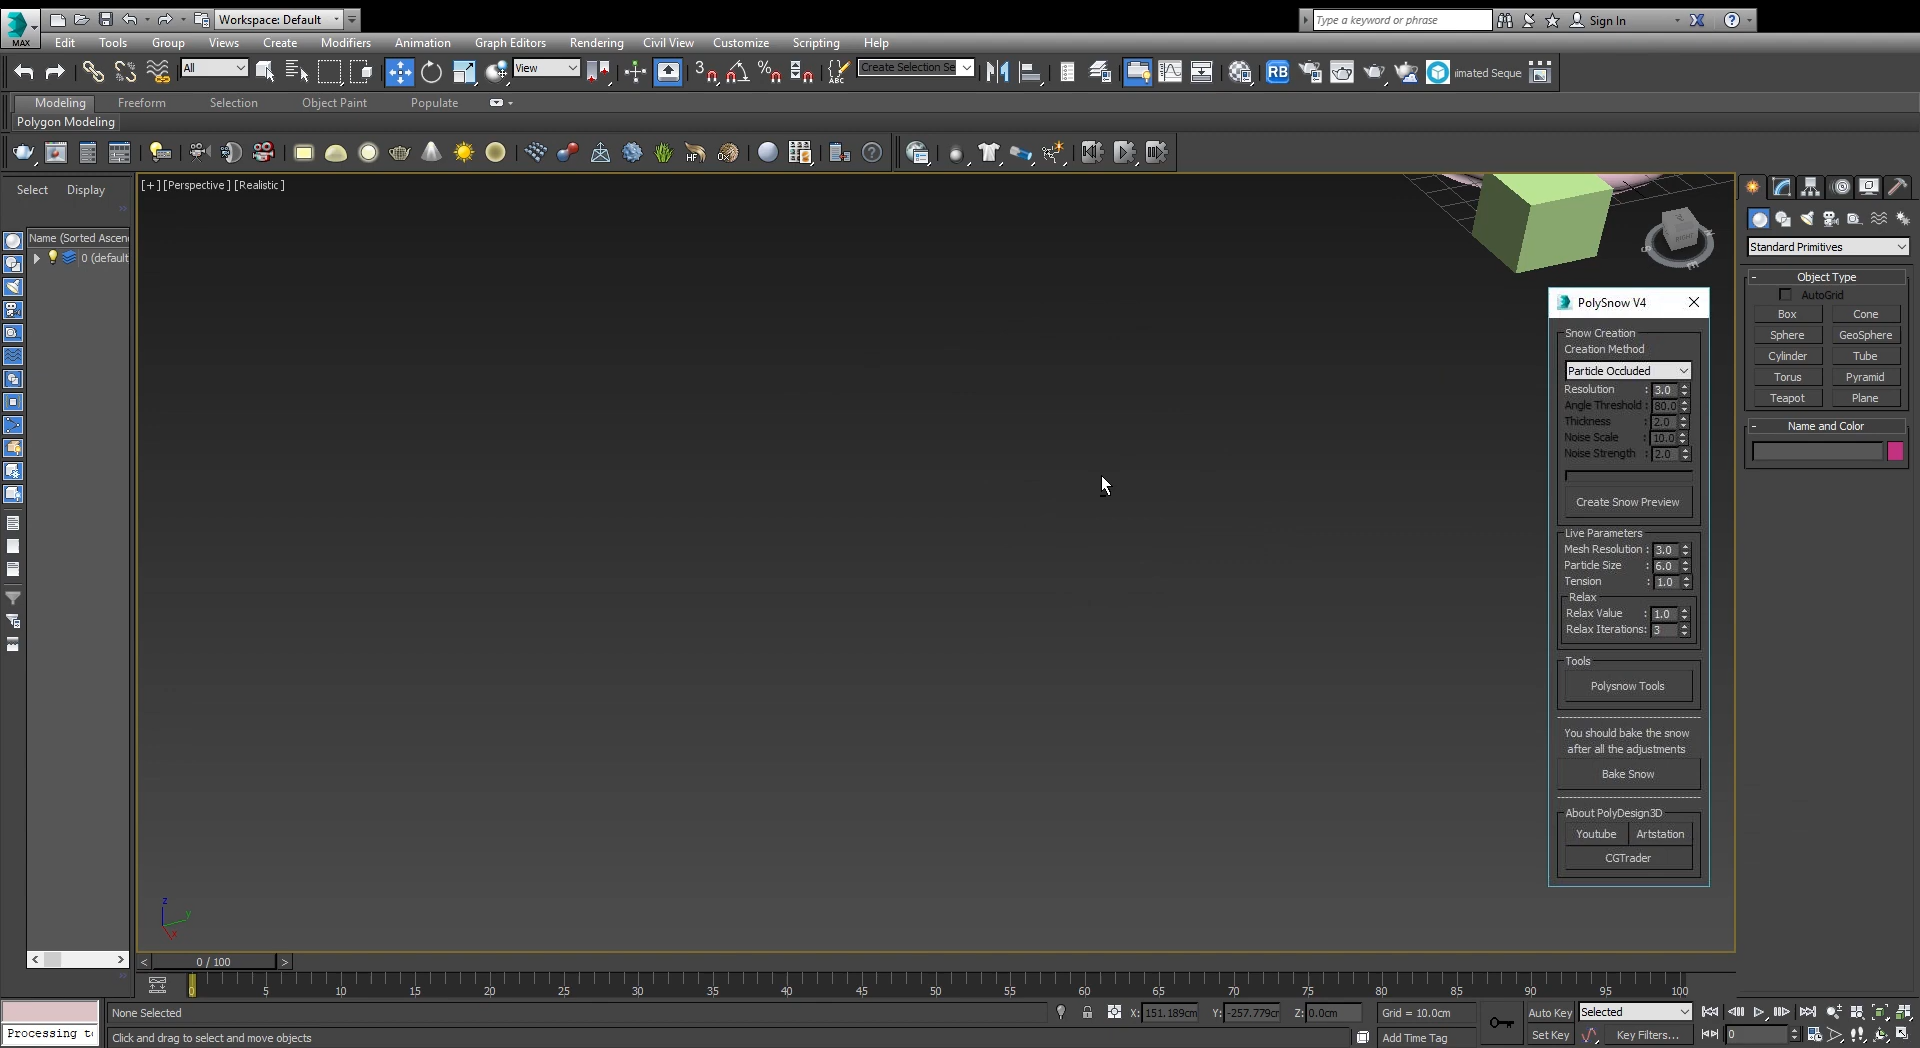 Workspace: Default
Type a keyword or phrase
Sign In
MAX
Edit Tools Group Views Create Modifiers Animation Graph Editors Rendering Civil View Customize Scripting Help
All
View
Create Selection Se
RB
imated Seque
Modeling Freeform Selection Object Paint Populate
Polygon Modeling
Select Display
[+] [Perspective] [Realistic]
Name (Sorted Ascen
0 (default
RIGHT
Standard Primitives
Object Type
AutoGrid
Box Cone
Sphere GeoSphere
Cylinder Tube
Torus Pyramid
Teapot Plane
Name and Color
PolySnow V4
Snow Creation
Creation Method
Particle Occluded
Resolution : 3.0
Angle Threshold : 80.0
Thickness : 2.0
Noise Scale : 10.0
Noise Strength : 2.0
Create Snow Preview
Live Parameters
Mesh Resolution : 3.0
Particle Size : 6.0
Tension : 1.0
Relax
Relax Value : 1.0
Relax Iterations: 3
Tools
Polysnow Tools
You should bake the snow
after all the adjustments
Bake Snow
About PolyDesign3D
Youtube Artstation
CGTrader
z
y
x
< 0 / 100 >
0 5 10 15 20 25 30 35 40 45 50 55 60 65 70 75 80 85 90 95 100
None Selected
X: 151.189cm Y: -257.779cr Z: 0.0cm Grid = 10.0cm
Auto Key Selected
Processing to
Click and drag to select and move objects
Add Time Tag
Set Key Key Filters... 0